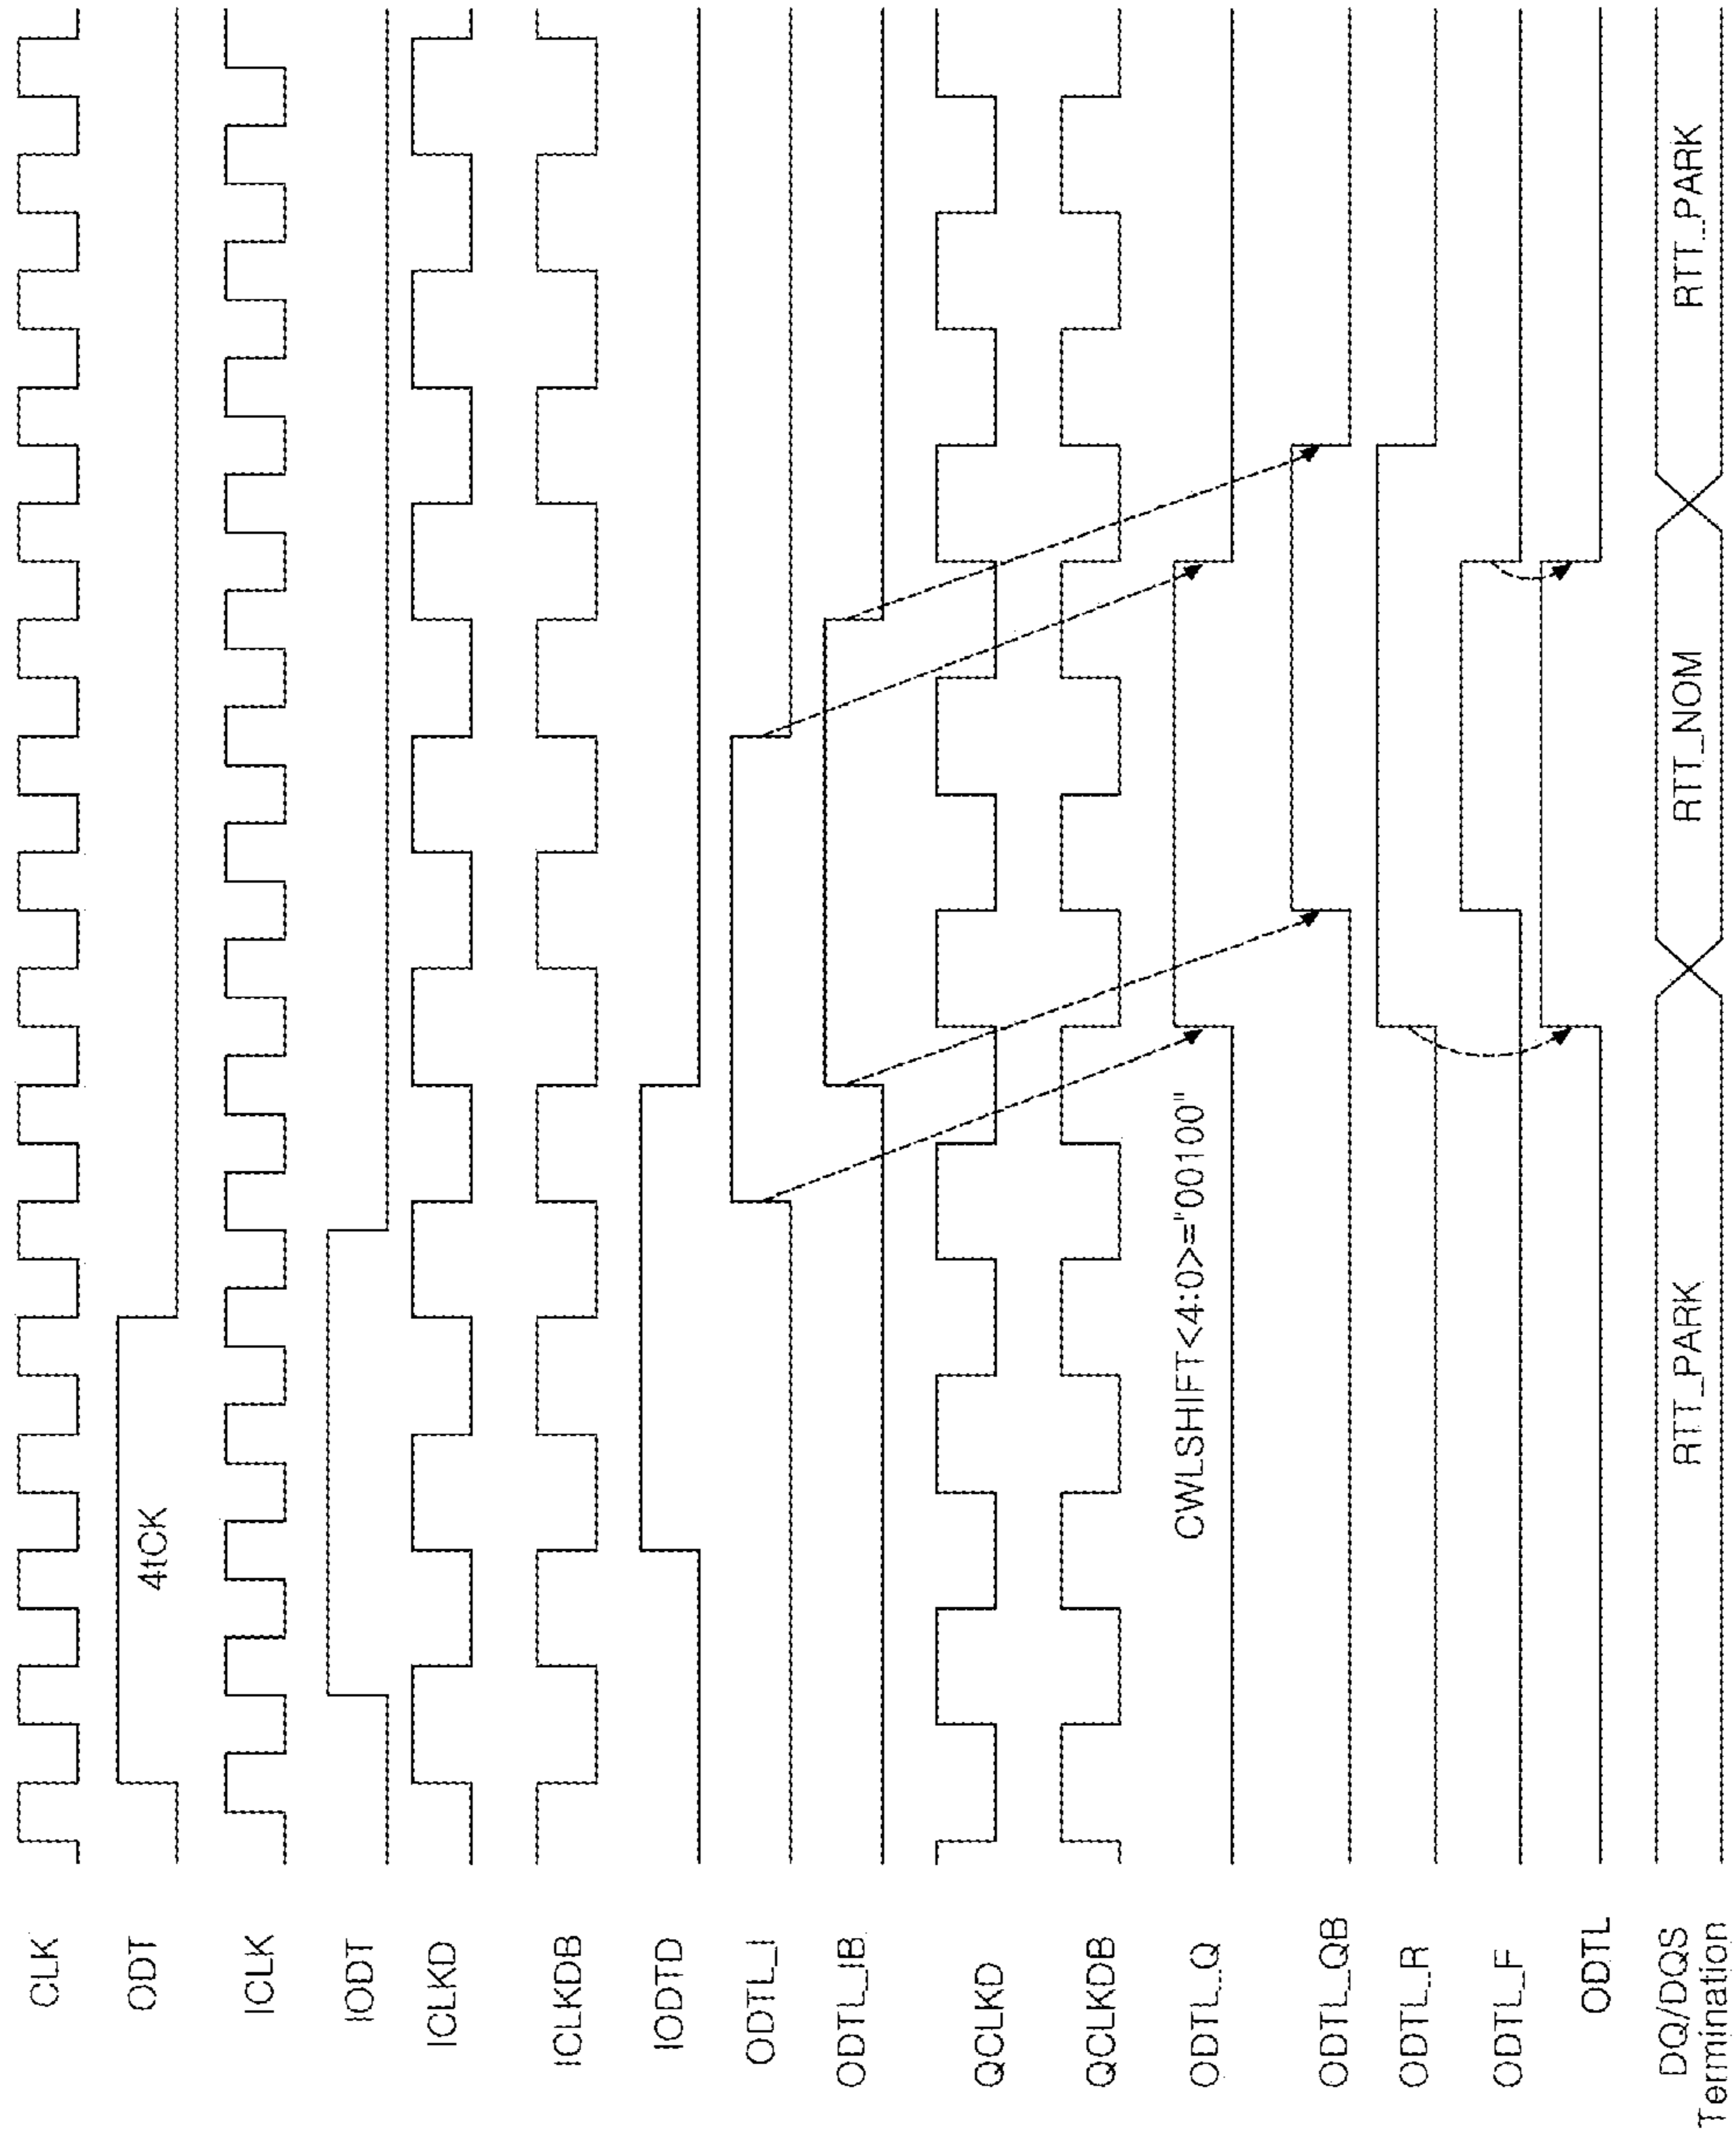 CLK
ODT
4tCK
ICLK
IODT
ICLKD
ICLKDB
IODTD
ODTL_I
ODTL_IB
QCLKD
QCLKDB
ODTL_Q
CWLSHIFT<4:0>="00100"
ODTL_QB
ODTL_R
ODTL_F
ODTL
DQ/DQS
Termination
RTT_PARK
RTT_NOM
RTT_PARK